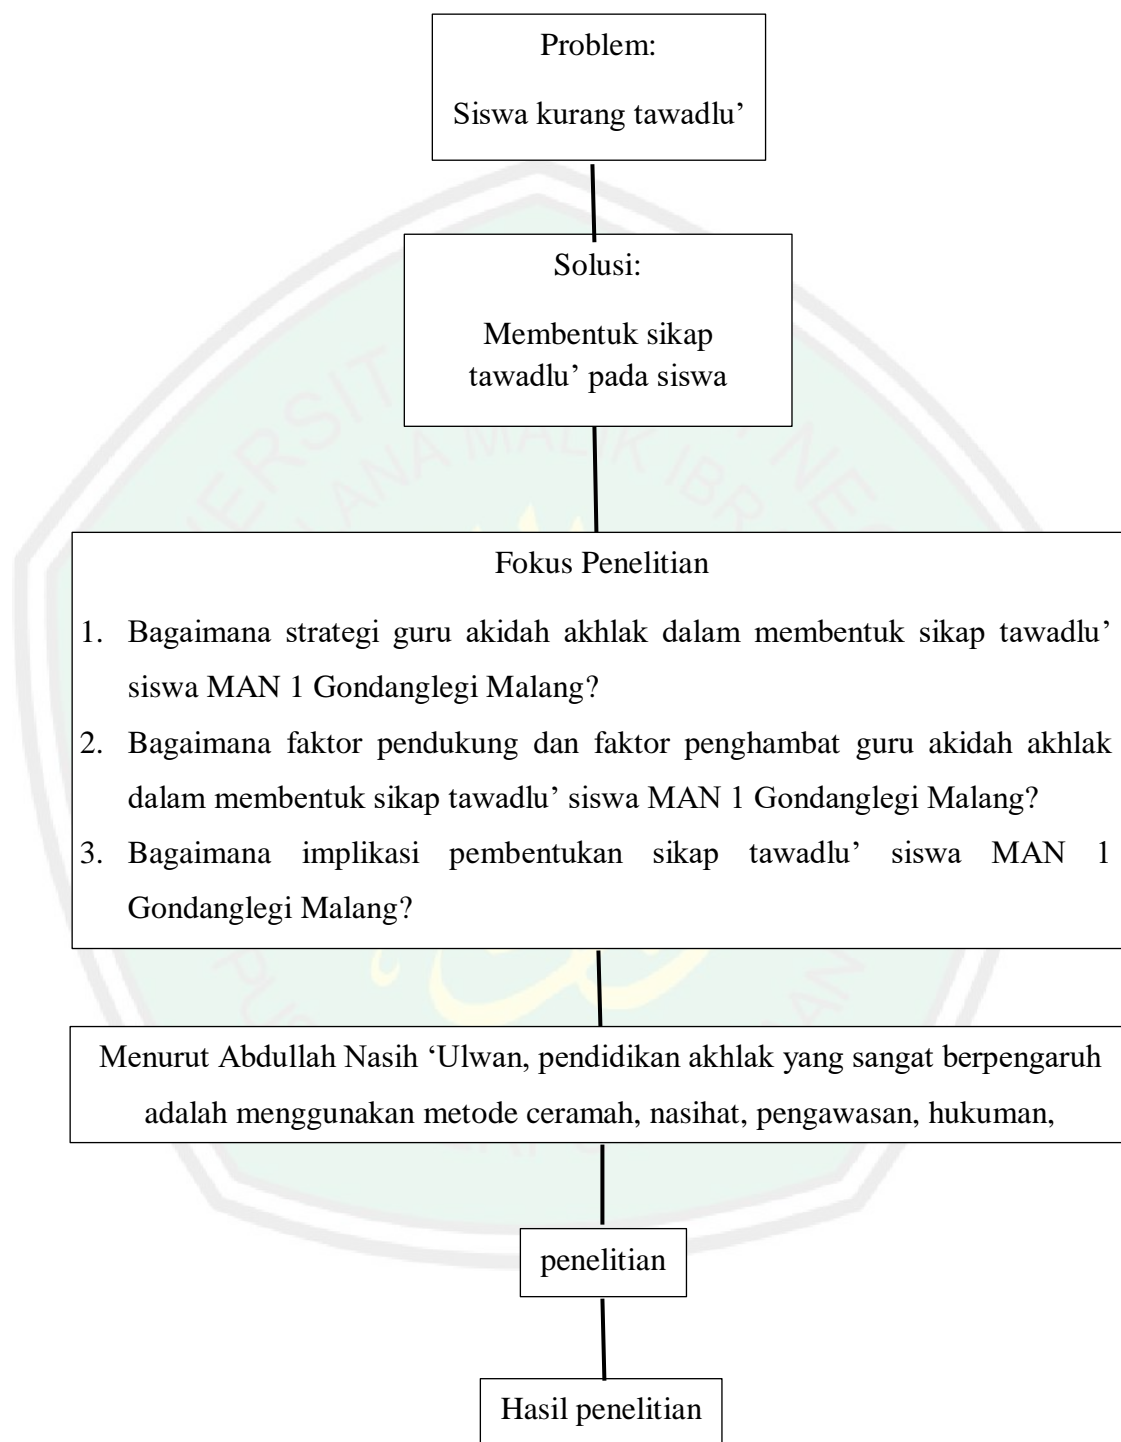 Problem:
Siswa kurang tawadlu’
Solusi:
Membentuk sikap
tawadlu’ pada siswa
Fokus Penelitian
1. Bagaimana strategi guru akidah akhlak dalam membentuk sikap tawadlu’
siswa MAN 1 Gondanglegi Malang?
2. Bagaimana faktor pendukung dan faktor penghambat guru akidah akhlak
dalam membentuk sikap tawadlu’ siswa MAN 1 Gondanglegi Malang?
3. Bagaimana implikasi pembentukan sikap tawadlu’ siswa MAN 1
Gondanglegi Malang?
Menurut Abdullah Nasih ‘Ulwan, pendidikan akhlak yang sangat berpengaruh
adalah menggunakan metode ceramah, nasihat, pengawasan, hukuman,
penelitian
Hasil penelitian